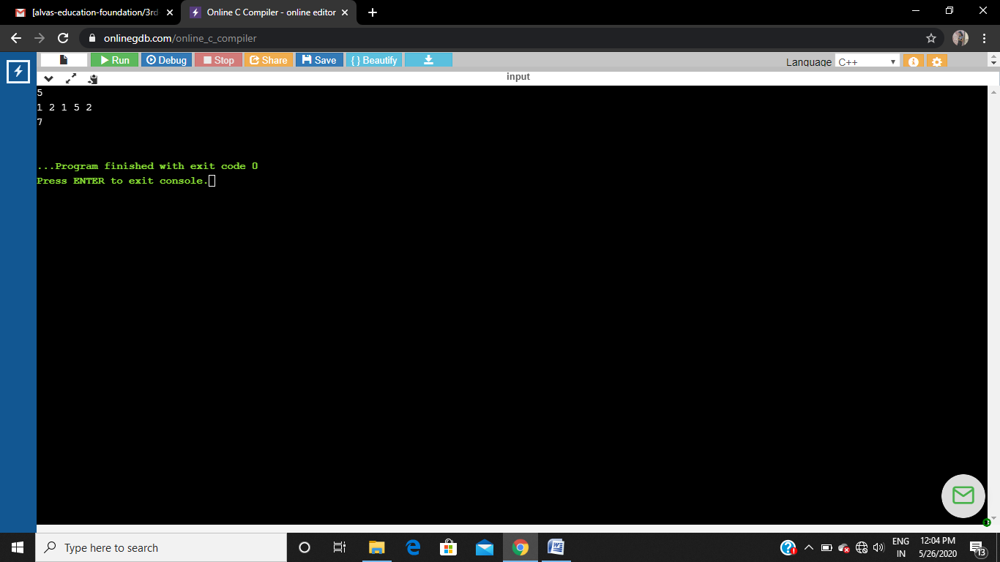 [alvas-education-foundation/3rd
Online C Compiler - online editor
onlinegdb.com/online_c_compiler
Run
Debug
Stop
Share
Save
{ } Beautify
Language C++
input
5
1 2 1 5 2
7
...Program finished with exit code 0
Press ENTER to exit console.
Type here to search
ENG
IN
12:04 PM
5/26/2020
13